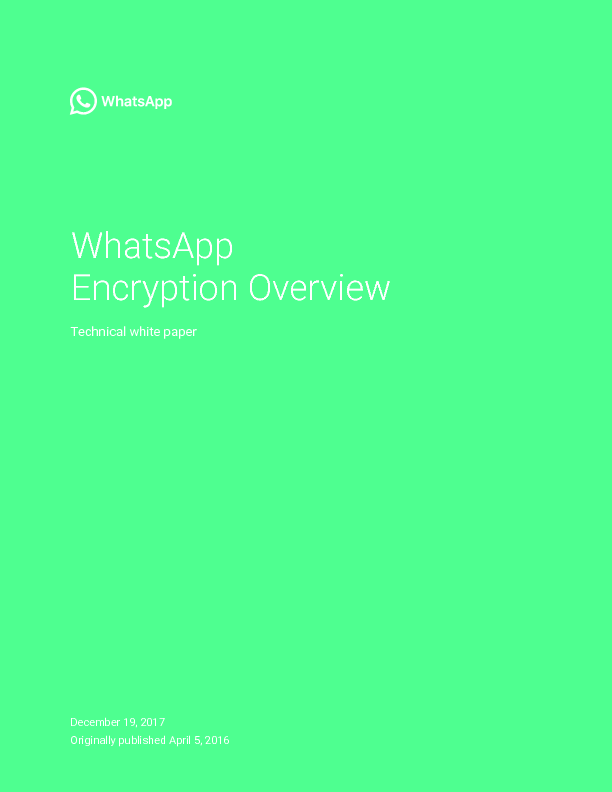 WhatsApp
WhatsApp
Encryption Overview
Technical white paper
December 19, 2017
Originally published April 5, 2016